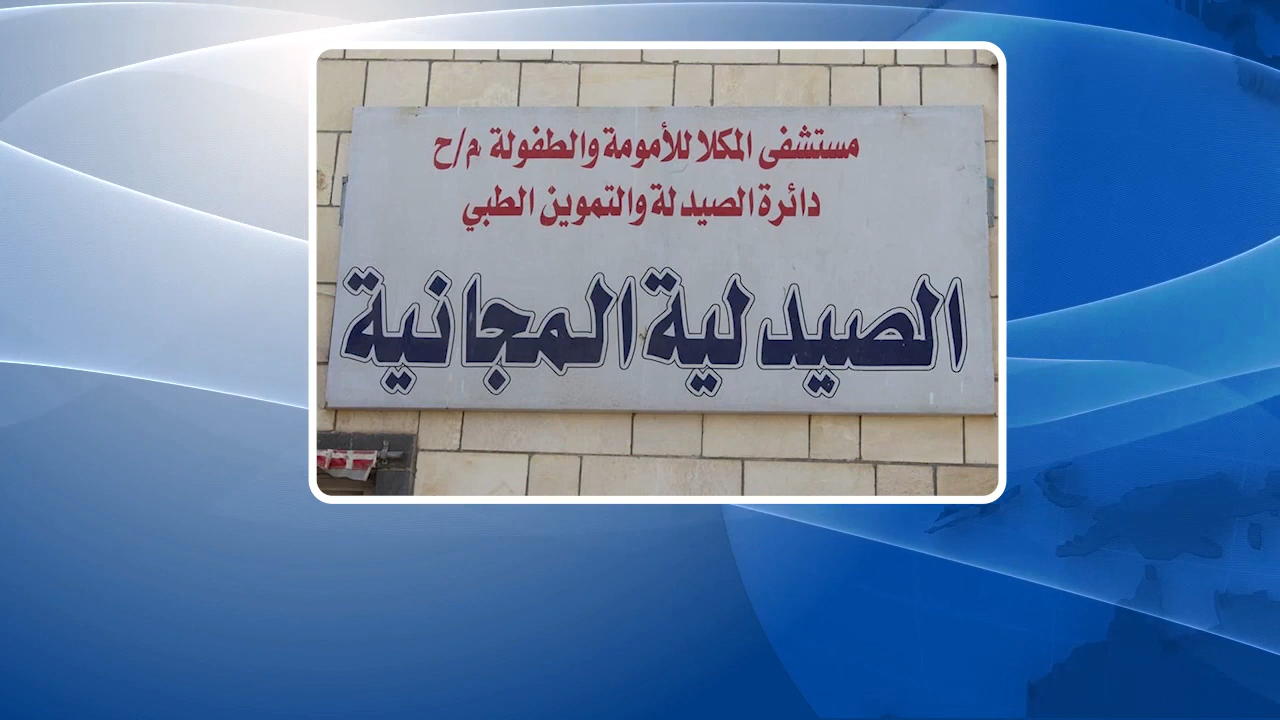 مستشفى المكلا للأمومة والطفولة م/ح
دائرة الصيدلة والتموين الطبي
الصيدلية المجانية